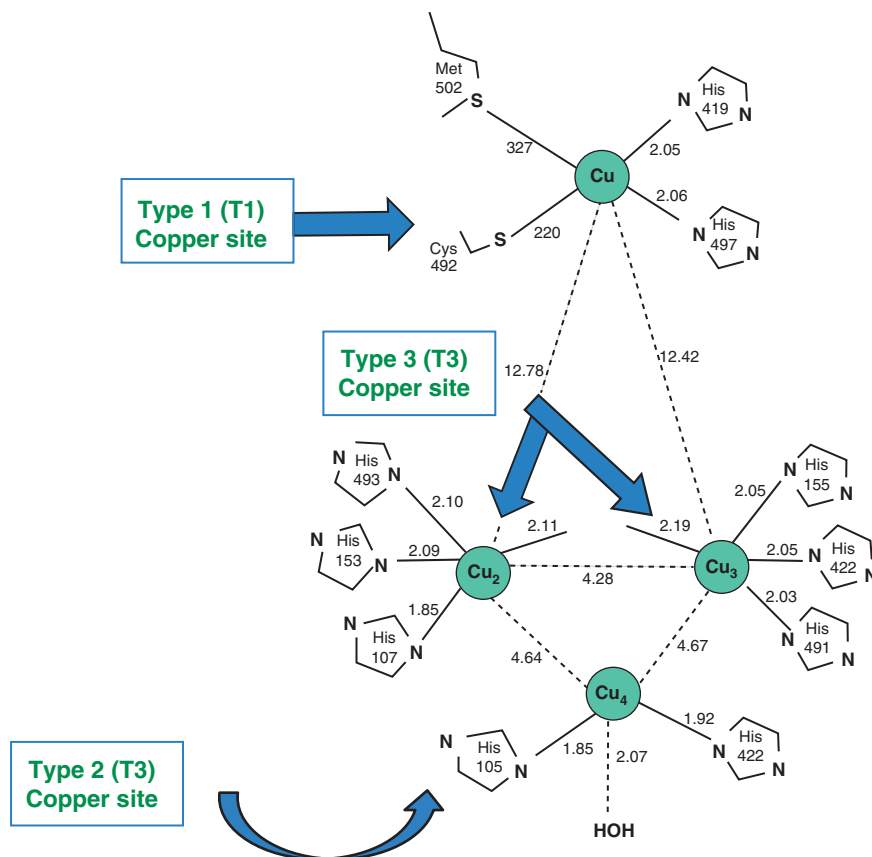 Met
502
S
327
N
His
419
N
2.05
Cu
Type 1 (T1)
Copper site
Cys
492
S
220
2.06
N
His
497
N
Type 3 (T3)
Copper site
12.78
12.42
N
His
493
N
2.10
N
His
153
N
2.09
N
His
107
N
1.85
2.11
Cu2
4.28
2.19
Cu3
2.05
N
His
155
N
2.05
N
His
422
N
2.03
N
His
491
N
4.64
4.67
Cu4
Type 2 (T3)
Copper site
N
His
105
N
1.85
2.07
1.92
N
His
422
N
HOH